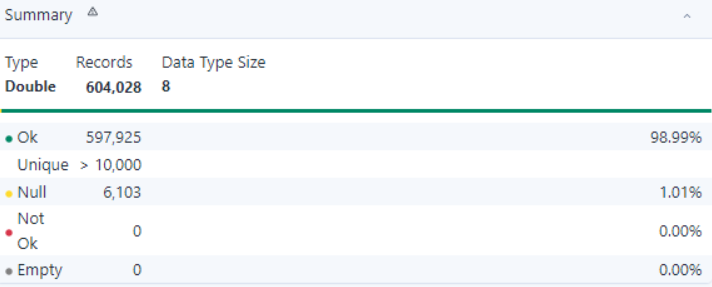 Summary
Type Records Data Type Size
Double 604,028 8
Ok 597,925 98.99%
Unique > 10,000
Null 6,103 1.01%
Not
Ok 0 0.00%
Empty 0 0.00%